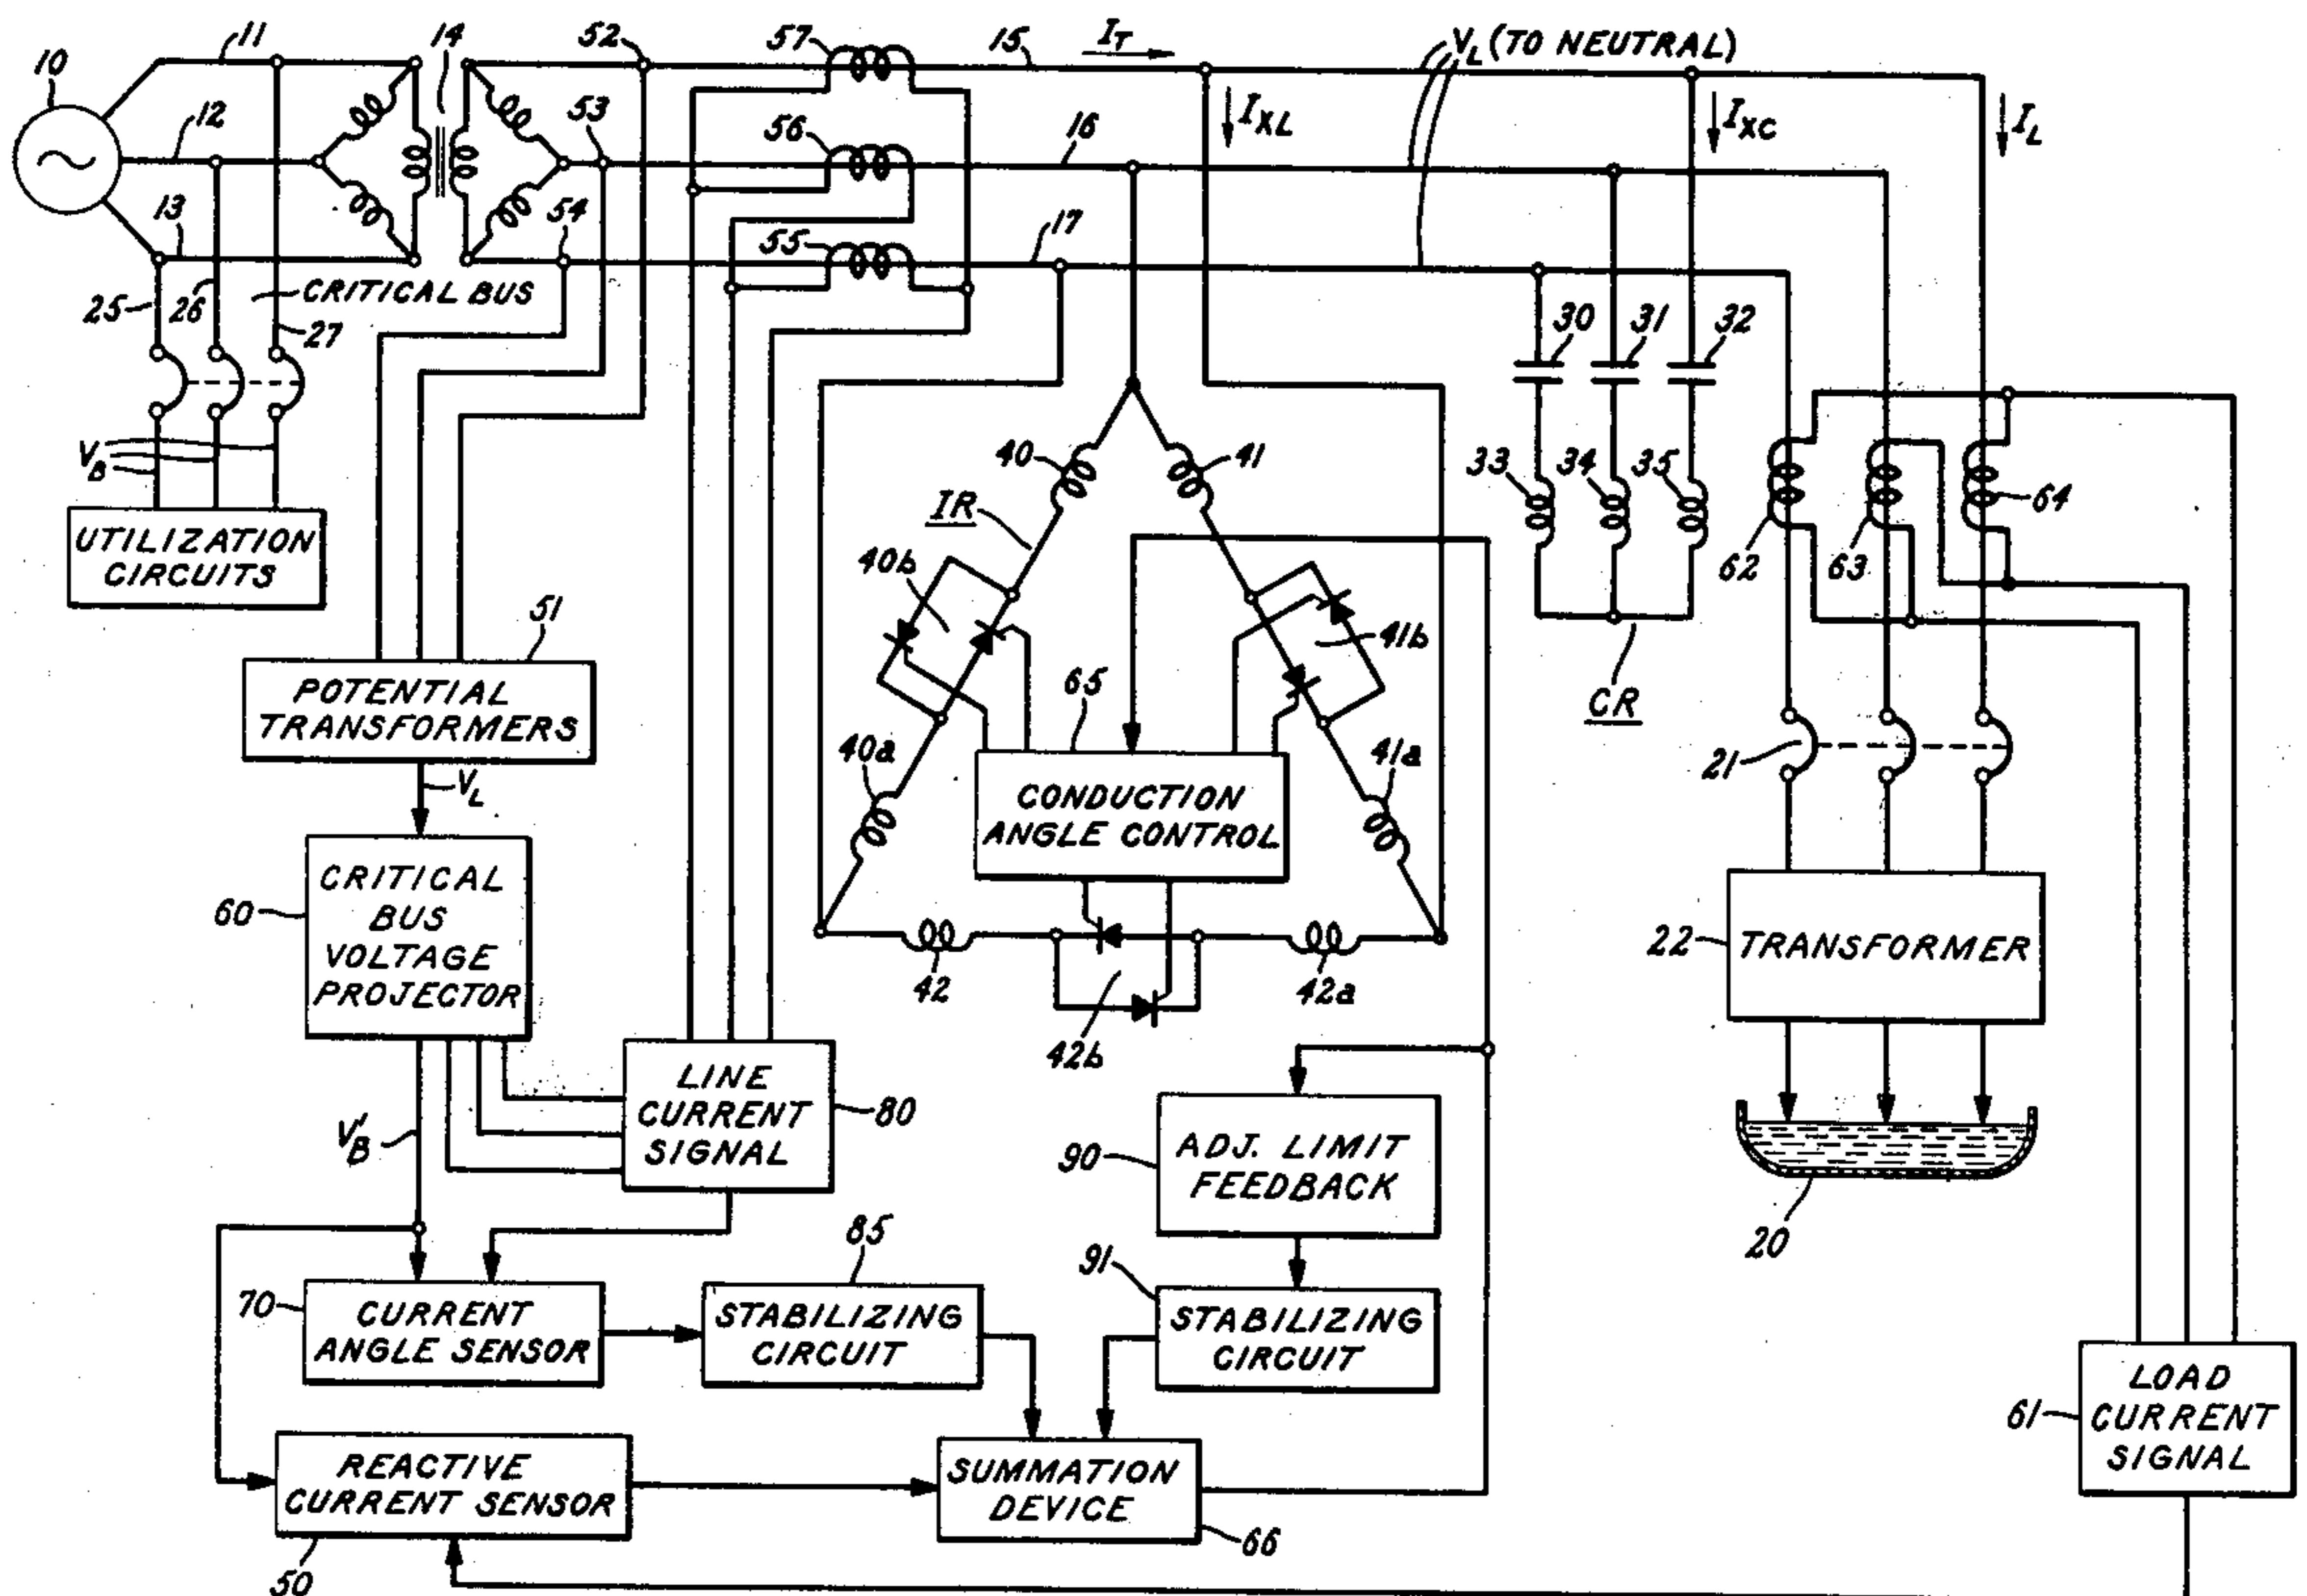 10
11
14
52
57
15
I_T
V_L (TO NEUTRAL)
12
53
56
16
I_XL
I_XC
I_L
13
54
55
17
CRITICAL BUS
25
26
27
30
31
32
V_B
40
41
33
34
35
64
UTILIZATION
CIRCUITS
IR
62
63
40b
41b
51
POTENTIAL
TRANSFORMERS
65
CR
40a
41a
21
V_L
CONDUCTION
ANGLE CONTROL
60
CRITICAL
BUS
VOLTAGE
PROJECTOR
22
TRANSFORMER
42
42a
42b
LINE
CURRENT
SIGNAL
80
V'_B
90
ADJ. LIMIT
FEEDBACK
20
85
91
70
CURRENT
ANGLE SENSOR
STABILIZING
CIRCUIT
STABILIZING
CIRCUIT
61
LOAD
CURRENT
SIGNAL
REACTIVE
CURRENT SENSOR
SUMMATION
DEVICE
66
50